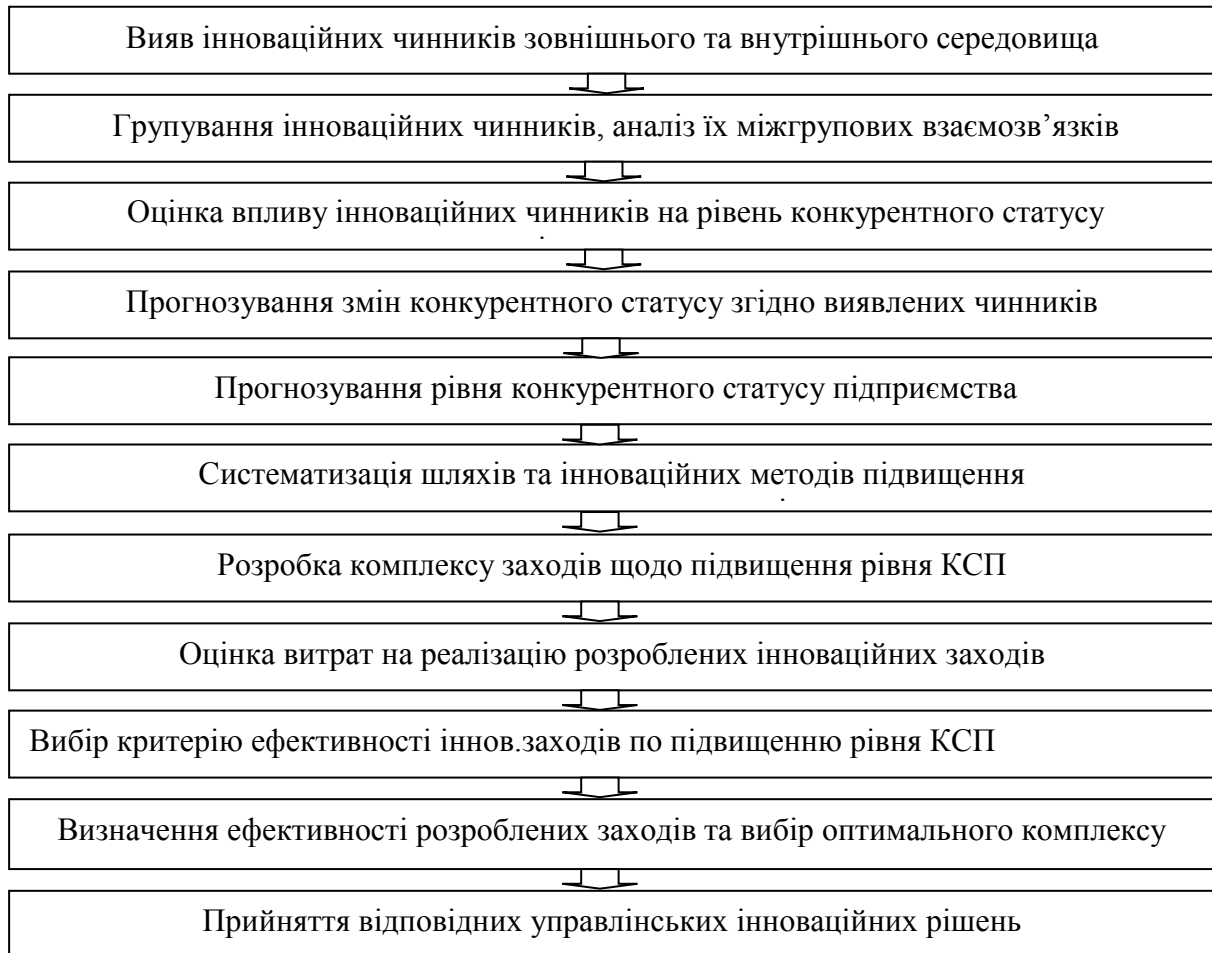 Вияв інноваційних чинників зовнішнього та внутрішнього середовища
Групування інноваційних чинників, аналіз їх міжгрупових взаємозв’язків
Оцінка впливу інноваційних чинників на рівень конкурентного статусу
Прогнозування змін конкурентного статусу згідно виявлених чинників
Прогнозування рівня конкурентного статусу підприємства
Систематизація шляхів та інноваційних методів підвищення
Розробка комплексу заходів щодо підвищення рівня КСП
Оцінка витрат на реалізацію розроблених інноваційних заходів
Вибір критерію ефективності іннов.заходів по підвищенню рівня КСП
Визначення ефективності розроблених заходів та вибір оптимального комплексу
Прийняття відповідних управлінських інноваційних рішень